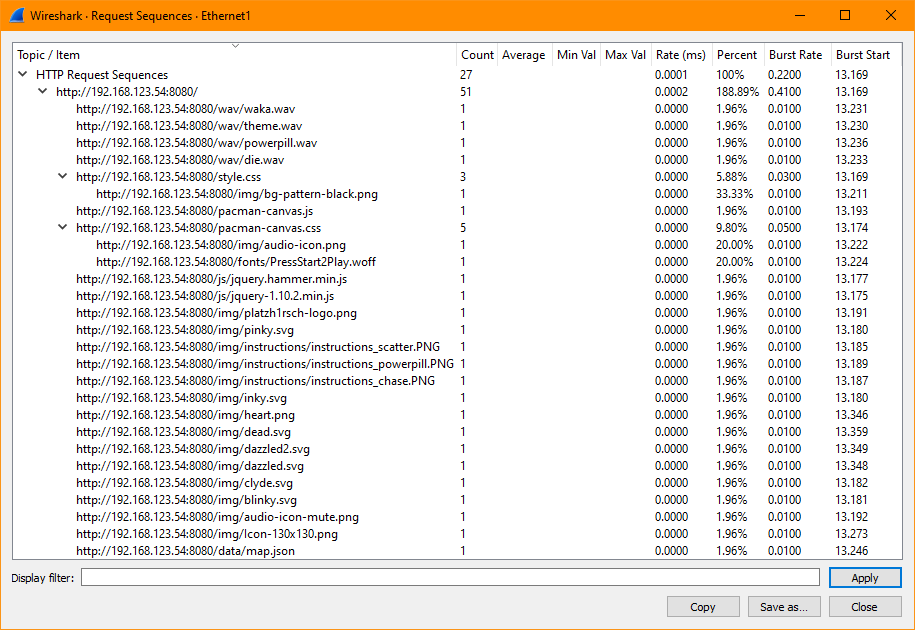 Wireshark · Request Sequences · Ethernet1
Topic / Item Count Average Min Val Max Val Rate (ms) Percent Burst Rate Burst Start
HTTP Request Sequences 27 0.0001 100% 0.2200 13.169
http://192.168.123.54:8080/ 51 0.0002 188.89% 0.4100 13.169
http://192.168.123.54:8080/wav/waka.wav 1 0.0000 1.96% 0.0100 13.231
http://192.168.123.54:8080/wav/theme.wav 1 0.0000 1.96% 0.0100 13.230
http://192.168.123.54:8080/wav/powerpill.wav 1 0.0000 1.96% 0.0100 13.236
http://192.168.123.54:8080/wav/die.wav 1 0.0000 1.96% 0.0100 13.233
http://192.168.123.54:8080/style.css 3 0.0000 5.88% 0.0300 13.169
http://192.168.123.54:8080/img/bg-pattern-black.png 1 0.0000 33.33% 0.0100 13.211
http://192.168.123.54:8080/pacman-canvas.js 1 0.0000 1.96% 0.0100 13.193
http://192.168.123.54:8080/pacman-canvas.css 5 0.0000 9.80% 0.0500 13.174
http://192.168.123.54:8080/img/audio-icon.png 1 0.0000 20.00% 0.0100 13.222
http://192.168.123.54:8080/fonts/PressStart2Play.woff 1 0.0000 20.00% 0.0100 13.224
http://192.168.123.54:8080/js/jquery.hammer.min.js 1 0.0000 1.96% 0.0100 13.177
http://192.168.123.54:8080/js/jquery-1.10.2.min.js 1 0.0000 1.96% 0.0100 13.175
http://192.168.123.54:8080/img/platzh1rsch-logo.png 1 0.0000 1.96% 0.0100 13.191
http://192.168.123.54:8080/img/pinky.svg 1 0.0000 1.96% 0.0100 13.180
http://192.168.123.54:8080/img/instructions/instructions_scatter.PNG 1 0.0000 1.96% 0.0100 13.185
http://192.168.123.54:8080/img/instructions/instructions_powerpill.PNG 1 0.0000 1.96% 0.0100 13.189
http://192.168.123.54:8080/img/instructions/instructions_chase.PNG 1 0.0000 1.96% 0.0100 13.187
http://192.168.123.54:8080/img/inky.svg 1 0.0000 1.96% 0.0100 13.180
http://192.168.123.54:8080/img/heart.png 1 0.0000 1.96% 0.0100 13.346
http://192.168.123.54:8080/img/dead.svg 1 0.0000 1.96% 0.0100 13.359
http://192.168.123.54:8080/img/dazzled2.svg 1 0.0000 1.96% 0.0100 13.349
http://192.168.123.54:8080/img/dazzled.svg 1 0.0000 1.96% 0.0100 13.348
http://192.168.123.54:8080/img/clyde.svg 1 0.0000 1.96% 0.0100 13.182
http://192.168.123.54:8080/img/blinky.svg 1 0.0000 1.96% 0.0100 13.181
http://192.168.123.54:8080/img/audio-icon-mute.png 1 0.0000 1.96% 0.0100 13.192
http://192.168.123.54:8080/img/Icon-130x130.png 1 0.0000 1.96% 0.0100 13.273
http://192.168.123.54:8080/data/map.json 1 0.0000 1.96% 0.0100 13.246
Display filter: Apply
Copy Save as... Close